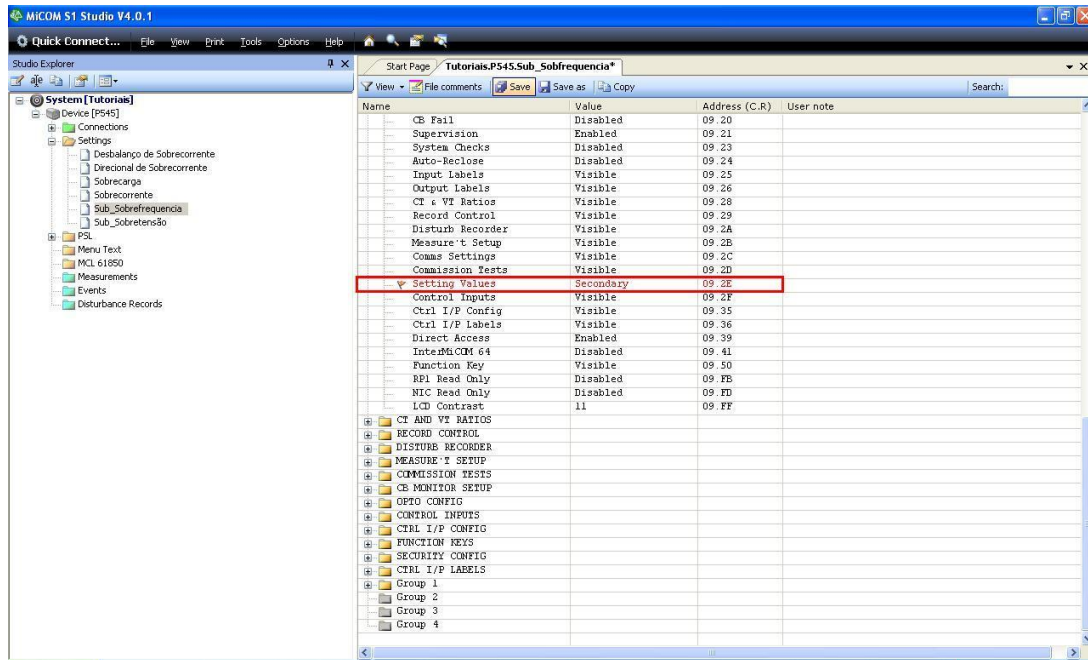 MiCOM S1 Studio V4.0.1
Quick Connect... File View Print Tools Options Help
Studio Explorer
System [Tutoriais]
Device [P545]
Connections
Settings
Desbalanço de Sobrecorrente
Direcional de Sobrecorrente
Sobrecarga
Sobrecorrente
Sub_Sobrefrequencia
Sub_Sobretensão
PSL
Menu Text
MCL 61850
Measurements
Events
Disturbance Records
Start Page Tutoriais.P545.Sub_Sobfrequencia*
View File comments Save Save as Copy Search:
Name Value Address (C.R) User note
CB Fail Disabled 09.20
Supervision Enabled 09.21
System Checks Disabled 09.23
Auto-Reclose Disabled 09.24
Input Labels Visible 09.25
Output Labels Visible 09.26
CT & VT Ratios Visible 09.28
Record Control Visible 09.29
Disturb Recorder Visible 09.2A
Measure't Setup Visible 09.2B
Comms Settings Visible 09.2C
Commission Tests Visible 09.2D
Setting Values Secondary 09.2E
Control Inputs Visible 09.2F
Ctrl I/P Config Visible 09.35
Ctrl I/P Labels Visible 09.36
Direct Access Enabled 09.39
InterMiCOM 64 Disabled 09.41
Function Key Visible 09.50
RP1 Read Only Disabled 09.FB
NIC Read Only Disabled 09.FD
LCD Contrast 11 09.FF
CT AND VT RATIOS
RECORD CONTROL
DISTURB RECORDER
MEASURE'T SETUP
COMMISSION TESTS
CB MONITOR SETUP
OPTO CONFIG
CONTROL INPUTS
CTRL I/P CONFIG
FUNCTION KEYS
SECURITY CONFIG
CTRL I/P LABELS
Group 1
Group 2
Group 3
Group 4